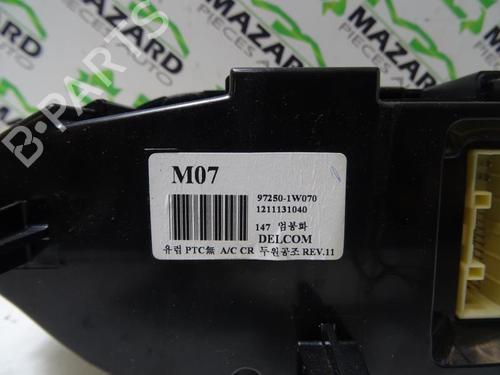 MAZARD
PIECES AUTO
MAZARD
PIECES AUTO
B-PARTS
M07
97250-1W070
1211131040
147 엄봉화
DELCOM
유럽 PTC無 A/C CR 두원공조 REV.11